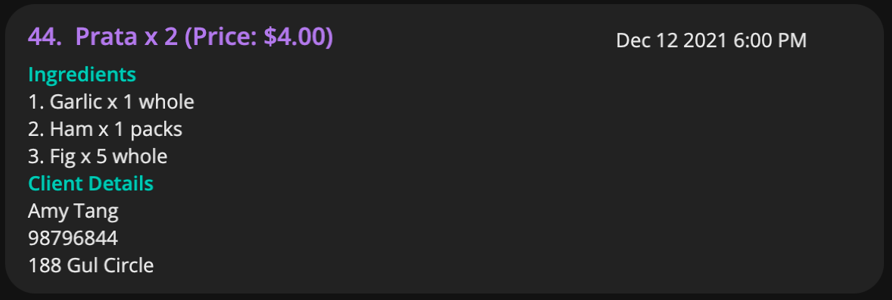 44. Prata x 2 (Price: $4.00)
Dec 12 2021 6:00 PM
Ingredients
1. Garlic x 1 whole
2. Ham x 1 packs
3. Fig x 5 whole
Client Details
Amy Tang
98796844
188 Gul Circle